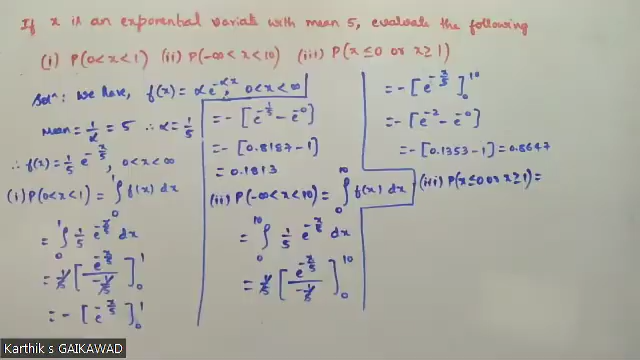 If x is an exponential variate with mean 5, evaluate the following
(i) P(0<x<1) (ii) P(-∞<x<10) (iii) P(x≤0 or x≥1)
Solⁿ: We have, f(x) = αe^{-αx}, 0<x<∞
Mean = 1/α = 5 ∴ α = 1/5
∴ f(x) = 1/5 e^{-x/5}, 0<x<∞
(i) P(0<x<1) = ∫₀¹ f(x) dx
= ∫₀¹ 1/5 e^{-x/5} dx
= 1/5 [e^{-x/5} / -1/5]₀¹
= -[e^{-x/5}]₀¹
= -[e^{-1/5} - e^{-0}]
= -[0.8187 - 1]
= 0.1813
(ii) P(-∞<x<10) = ∫₀¹⁰ f(x) dx
= ∫₀¹⁰ 1/5 e^{-x/5} dx
= 1/5 [e^{-x/5} / -1/5]₀¹⁰
= -[e^{-x/5}]₀¹⁰
= -[e^{-2} - e^{-0}]
= -[0.1353 - 1] = 0.8647
(iii) P(x≤0 or x≥1) =
Karthik s GAIKAWAD